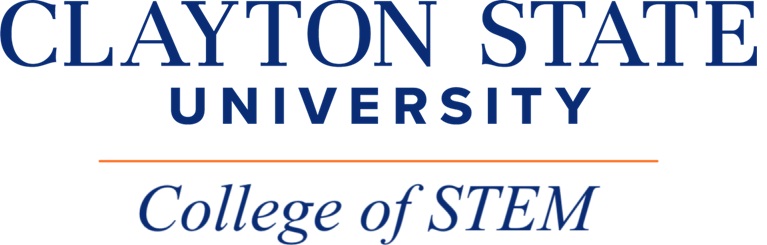 CLAYTON STATE
UNIVERSITY
College of STEM